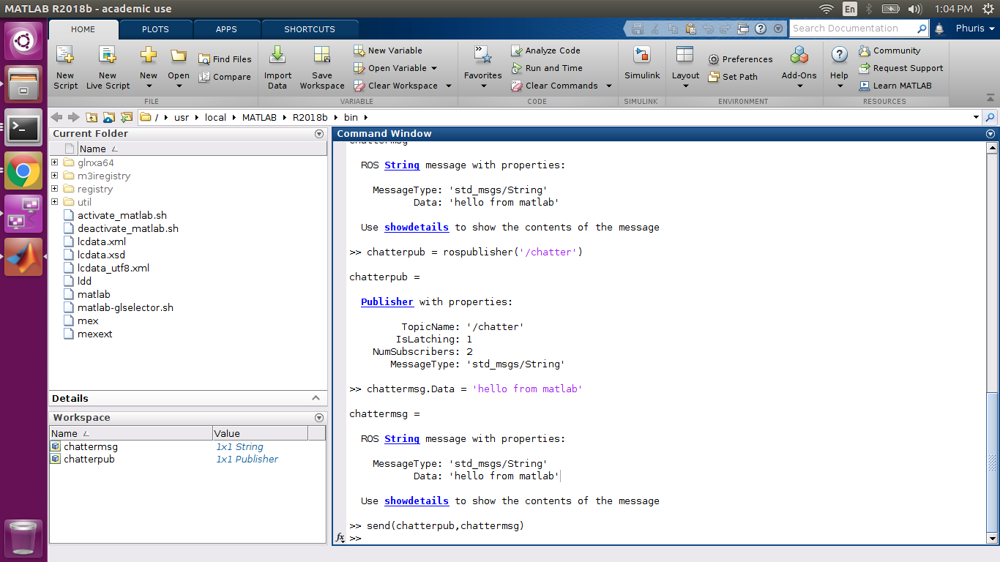 MATLAB R2018b - academic use
En
1:04 PM
HOME
PLOTS
APPS
SHORTCUTS
Search Documentation
Phuris
New Script
New Live Script
New
Open
Find Files
Compare
Import Data
Save Workspace
New Variable
Open Variable
Clear Workspace
Favorites
Analyze Code
Run and Time
Clear Commands
Simulink
Layout
Preferences
Set Path
Add-Ons
Help
Community
Request Support
Learn MATLAB
FILE
VARIABLE
CODE
SIMULINK
ENVIRONMENT
RESOURCES
/ usr local MATLAB R2018b bin
Current Folder
Name
glnxa64
m3iregistry
registry
util
activate_matlab.sh
deactivate_matlab.sh
lcdata.xml
lcdata.xsd
lcdata_utf8.xml
ldd
matlab
matlab-glselector.sh
mex
mexext
Details
Workspace
Name Value
chattermsg 1x1 String
chatterpub 1x1 Publisher
Command Window
ROS String message with properties:
MessageType: 'std_msgs/String'
Data: 'hello from matlab'
Use showdetails to show the contents of the message
>> chatterpub = rospublisher('/chatter')
chatterpub =
Publisher with properties:
TopicName: '/chatter'
IsLatching: 1
NumSubscribers: 2
MessageType: 'std_msgs/String'
>> chattermsg.Data = 'hello from matlab'
chattermsg =
ROS String message with properties:
MessageType: 'std_msgs/String'
Data: 'hello from matlab'
Use showdetails to show the contents of the message
>> send(chatterpub,chattermsg)
fx >>